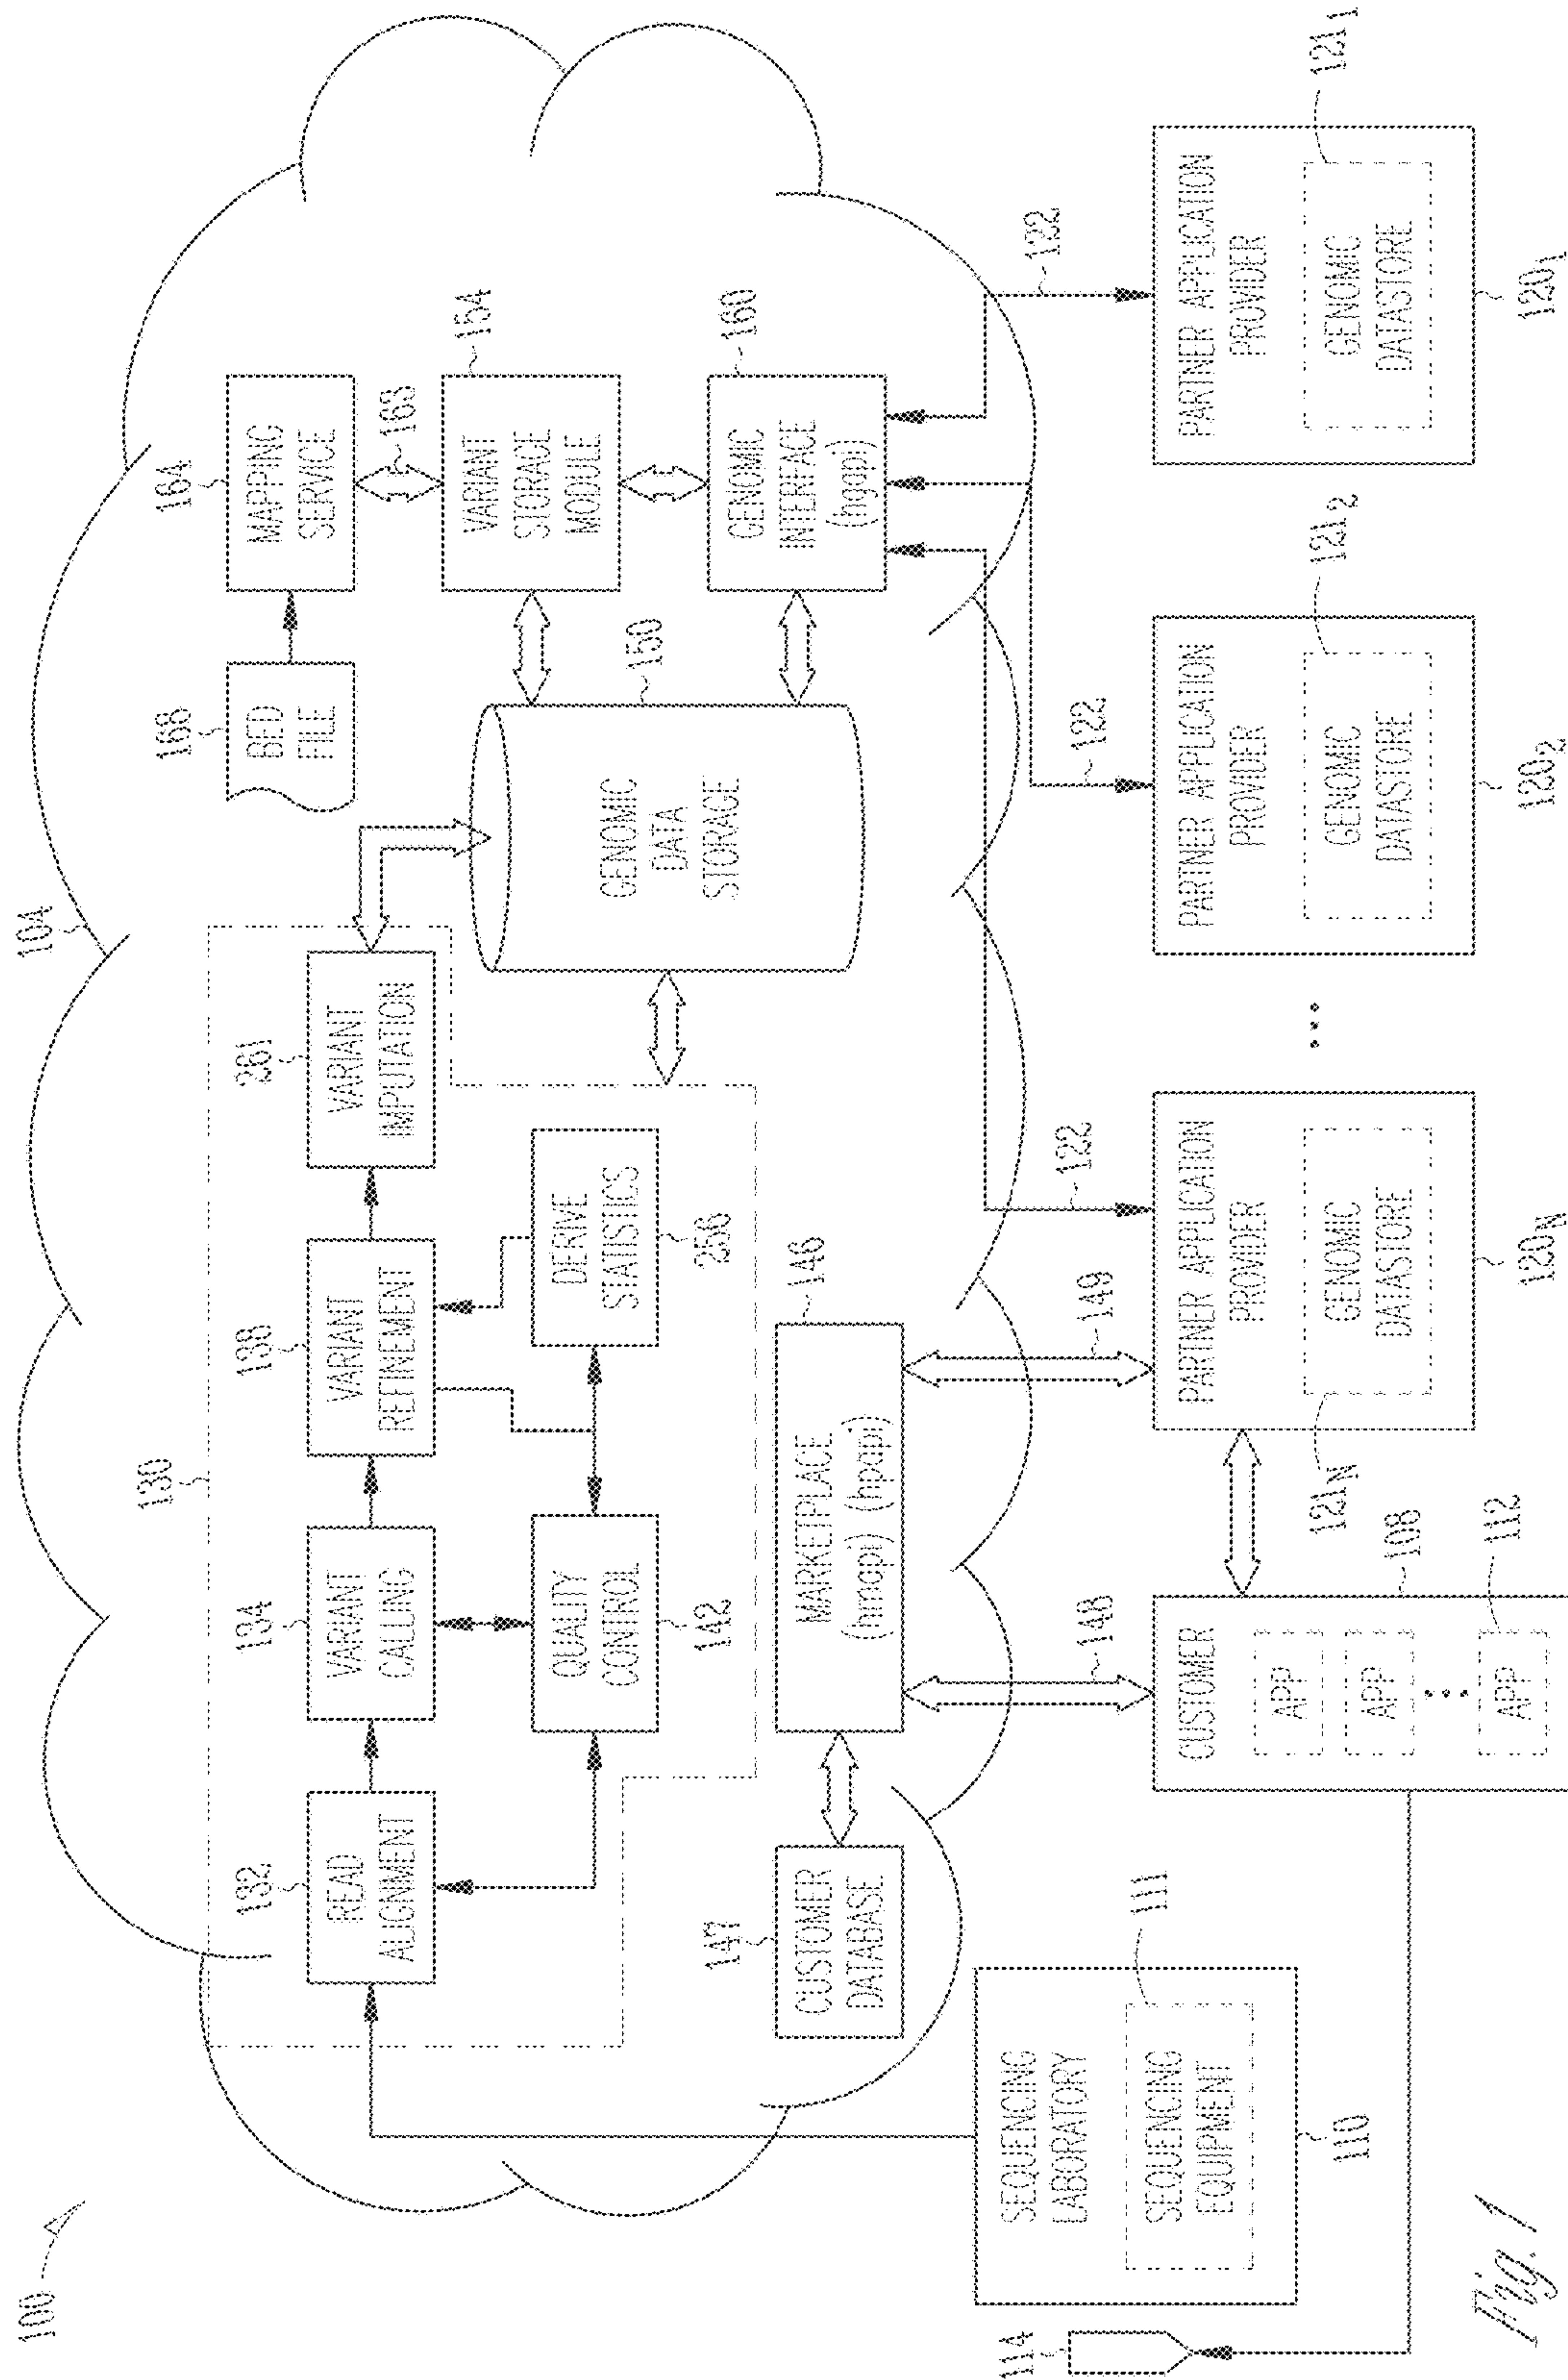 100
104
130
132
READ
ALIGNMENT
134
VARIANT
CALLING
138
VARIANT
REFINEMENT
261
VARIANT
IMPUTATION
168
BED
FILE
164
MAPPING
SERVICE
163
154
VARIANT
STORAGE
MODULE
QUALITY
CONTROL
142
DERIVE
STATISTICS
256
GENOMIC
DATA
STORAGE
150
GENOMIC
INTERFACE
(hgapi)
160
147
CUSTOMER
DATABASE
146
MARKETPLACE
(hmapi) (hpapi)
148
149
122
122
122
114
SEQUENCING
LABORATORY
SEQUENCING
EQUIPMENT
111
110
CUSTOMER
APP
APP
...
APP
108
112
PARTNER APPLICATION
PROVIDER
GENOMIC
DATASTORE
121N
120N
...
PARTNER APPLICATION
PROVIDER
GENOMIC
DATASTORE
1212
1202
PARTNER APPLICATION
PROVIDER
GENOMIC
DATASTORE
1211
1201
Fig. 1